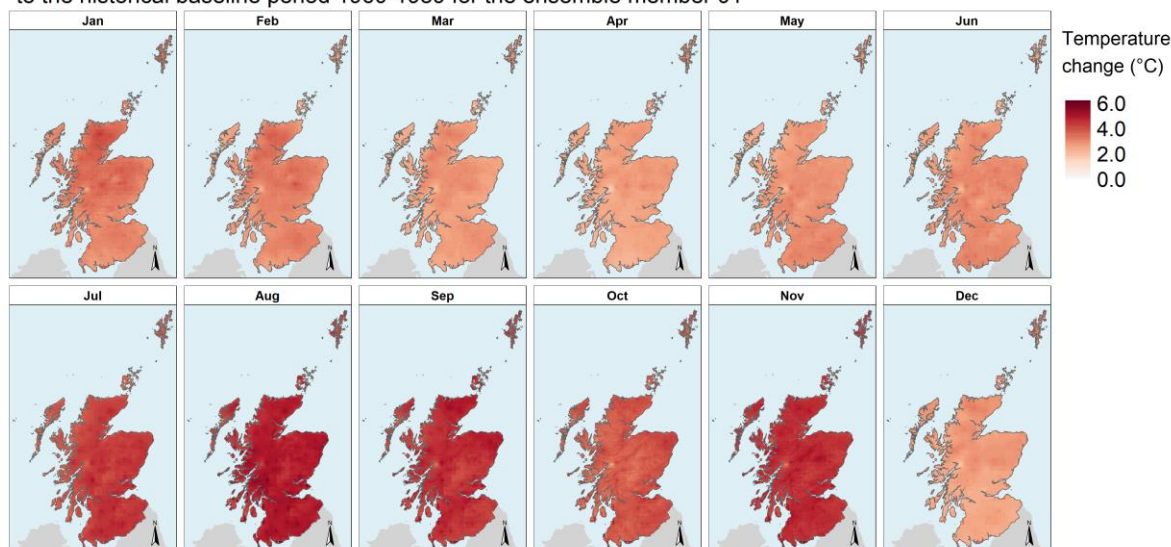 to the historical baseline period 1960-1989 for the ensemble member 01
Jan
Feb
Mar
Apr
May
Jun
N
N
N
N
N
N
Temperature
change (°C)
6.0
4.0
2.0
0.0
Jul
Aug
Sep
Oct
Nov
Dec
N
N
N
N
N
N